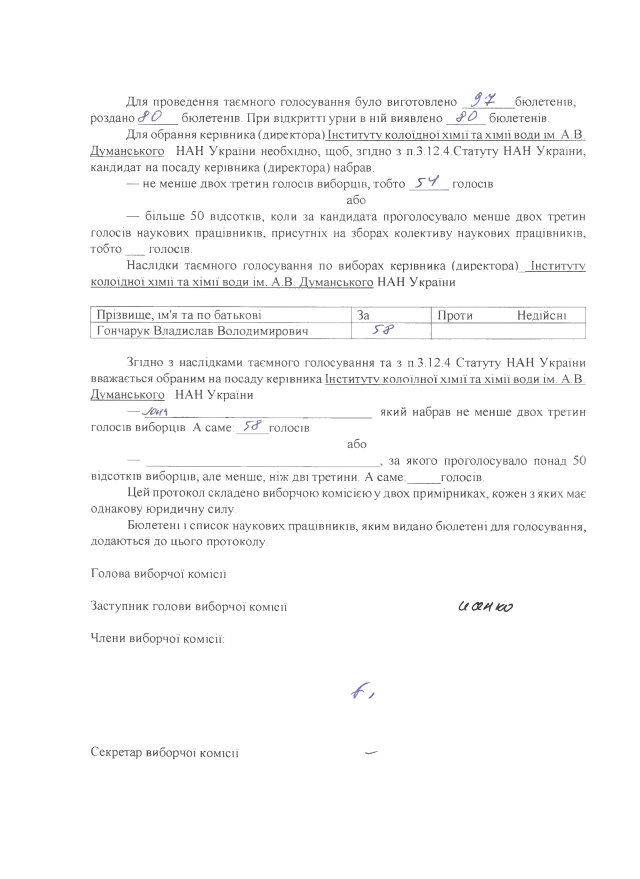 Для проведення таємного голосування було виготовлено 97 бюлетенів,
роздано 80 бюлетенів. При відкритті урни в ній виявлено 80 бюлетенів.
Для обрання керівника (директора) Інституту колоїдної хімії та хімії води ім. А.В.
Думанського НАН України необхідно, щоб, згідно з п.3.12.4.Статуту НАН України,
кандидат на посаду керівника (директора) набрав:
— не менше двох третин голосів виборців, тобто 54 голосів
або
— більше 50 відсотків, коли за кандидата проголосувало менше двох третин
голосів наукових працівників, присутніх на зборах колективу наукових працівників,
тобто ___ голосів.
Наслідки таємного голосування по виборах керівника (директора) Інституту
колоїдної хімії та хімії води ім. А.В. Думанського НАН України
Прізвище, ім'я та по батькові За Проти Недійсні
Гончарук Владислав Володимирович 58
Згідно з наслідками таємного голосування та з п.3.12.4 Статуту НАН України
вважається обраним на посаду керівника Інституту колоїдної хімії та хімії води ім. А.В.
Думанського НАН України
— який набрав не менше двох третин
голосів виборців. А саме: 58 голосів
або
— ___, за якого проголосувало понад 50
відсотків виборців, але менше, ніж дві третини. А саме:_____голосів.
Цей протокол складено виборчою комісією у двох примірниках, кожен з яких має
однакову юридичну силу.
Бюлетені і список наукових працівників, яким видано бюлетені для голосування,
додаються до цього протоколу.
Голова виборчої комісії
Заступник голови виборчої комісії
Члени виборчої комісії:
Секретар виборчої комісії